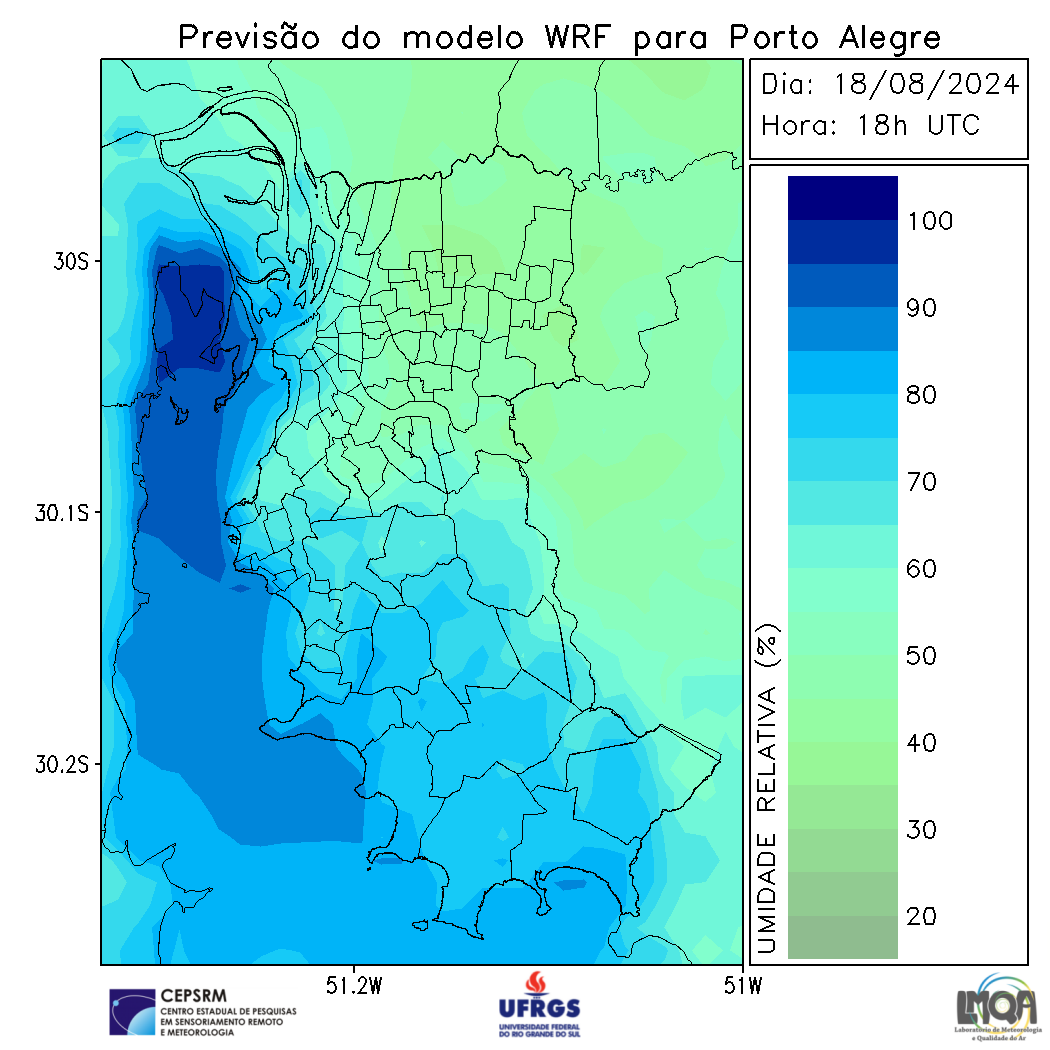 Previsão do modelo WRF para Porto Alegre
Dia: 18/08/2024
Hora: 18h UTC
100
90
80
70
60
50
40
30
20
UMIDADE RELATIVA (%)
30S
30.1S
30.2S
51.2W
51W
CEPSRM
CENTRO ESTADUAL DE PESQUISAS
EM SENSORIAMENTO REMOTO
E METEOROLOGIA
UFRGS
UNIVERSIDADE FEDERAL
DO RIO GRANDE DO SUL
LMQA
Laboratório de Meteorologia
e Qualidade do Ar